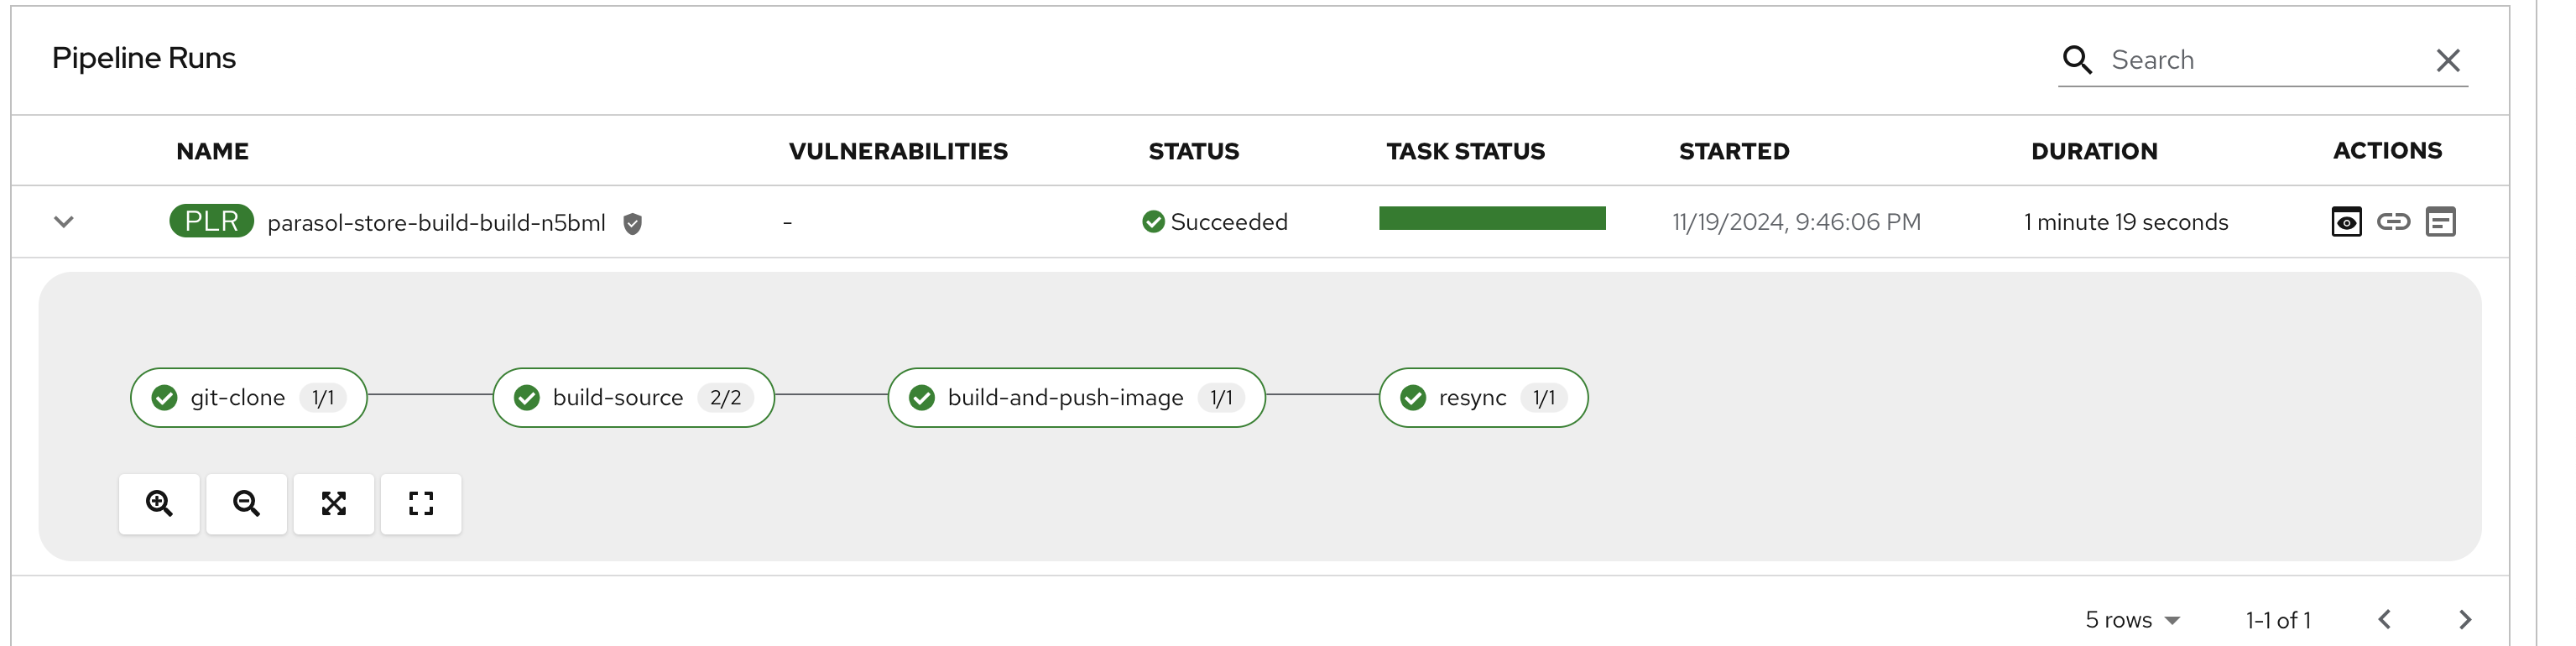 Pipeline Runs
Search
NAME VULNERABILITIES STATUS TASK STATUS STARTED DURATION ACTIONS
PLR parasol-store-build-build-n5bml - Succeeded 11/19/2024, 9:46:06 PM 1 minute 19 seconds
git-clone 1/1 build-source 2/2 build-and-push-image 1/1 resync 1/1
5 rows 1-1 of 1